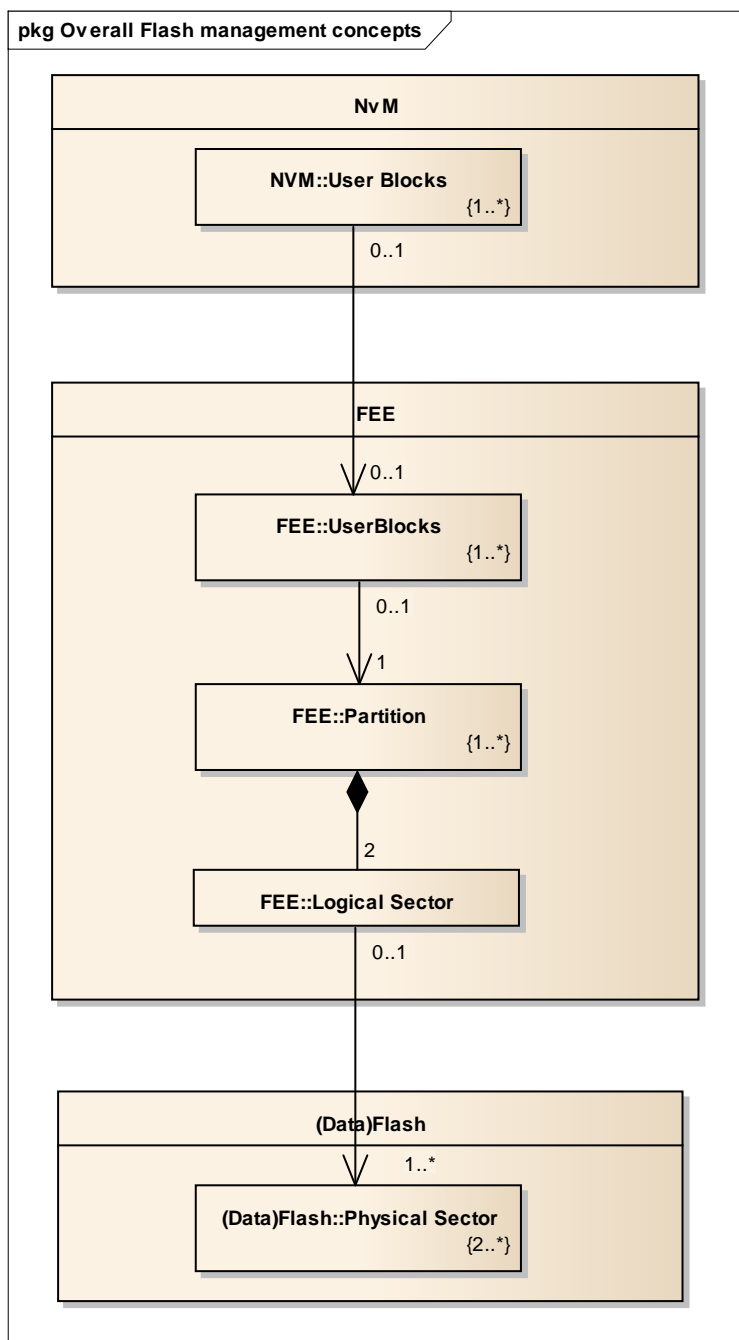 pkg Overall Flash management concepts
NvM
NVM::User Blocks
{1..*}
0..1
FEE
0..1
FEE::UserBlocks
{1..*}
0..1
1
FEE::Partition
{1..*}
2
FEE::Logical Sector
0..1
(Data)Flash
1..*
(Data)Flash::Physical Sector
{2..*}